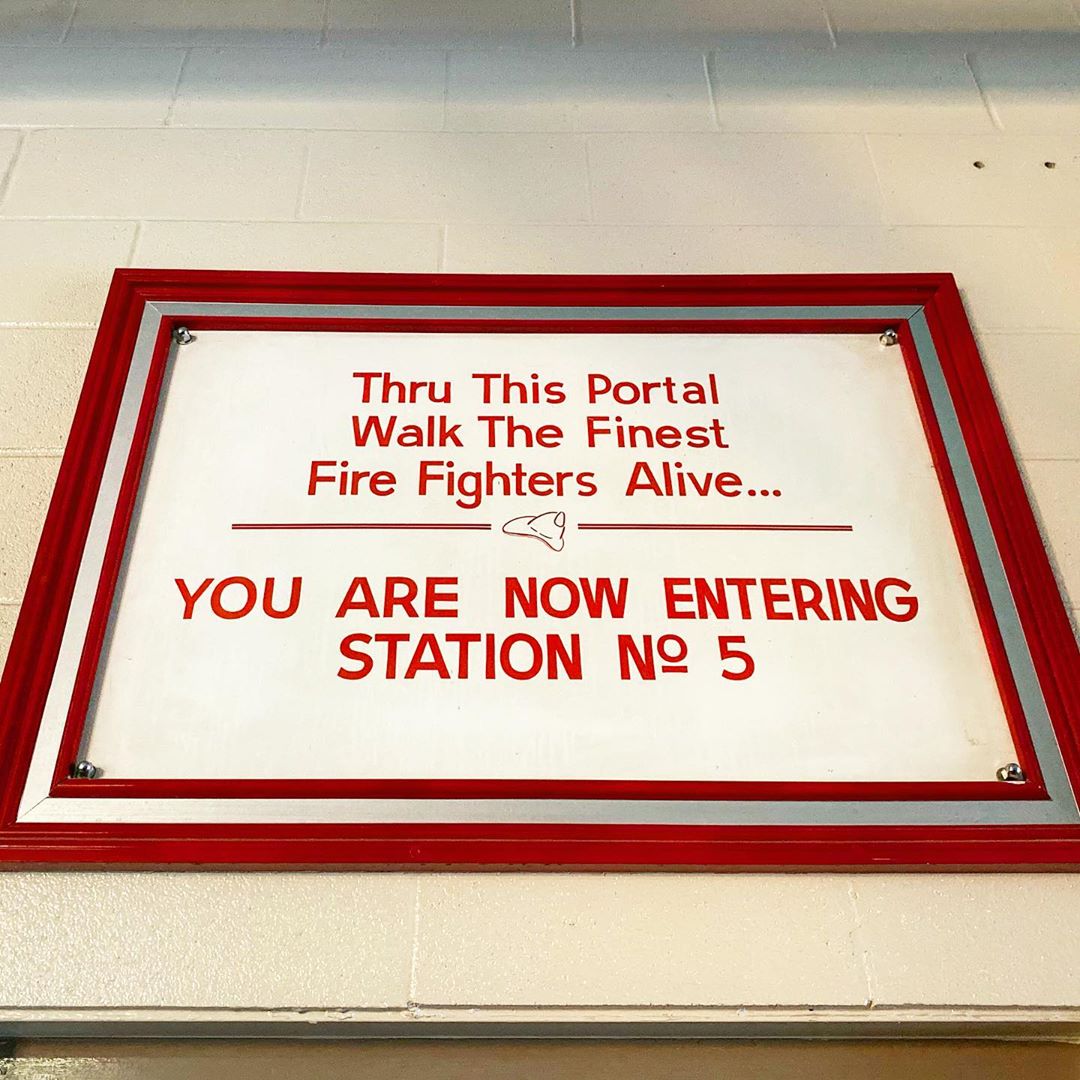 Thru This Portal
Walk The Finest
Fire Fighters Alive...
YOU ARE NOW ENTERING
STATION Nº 5